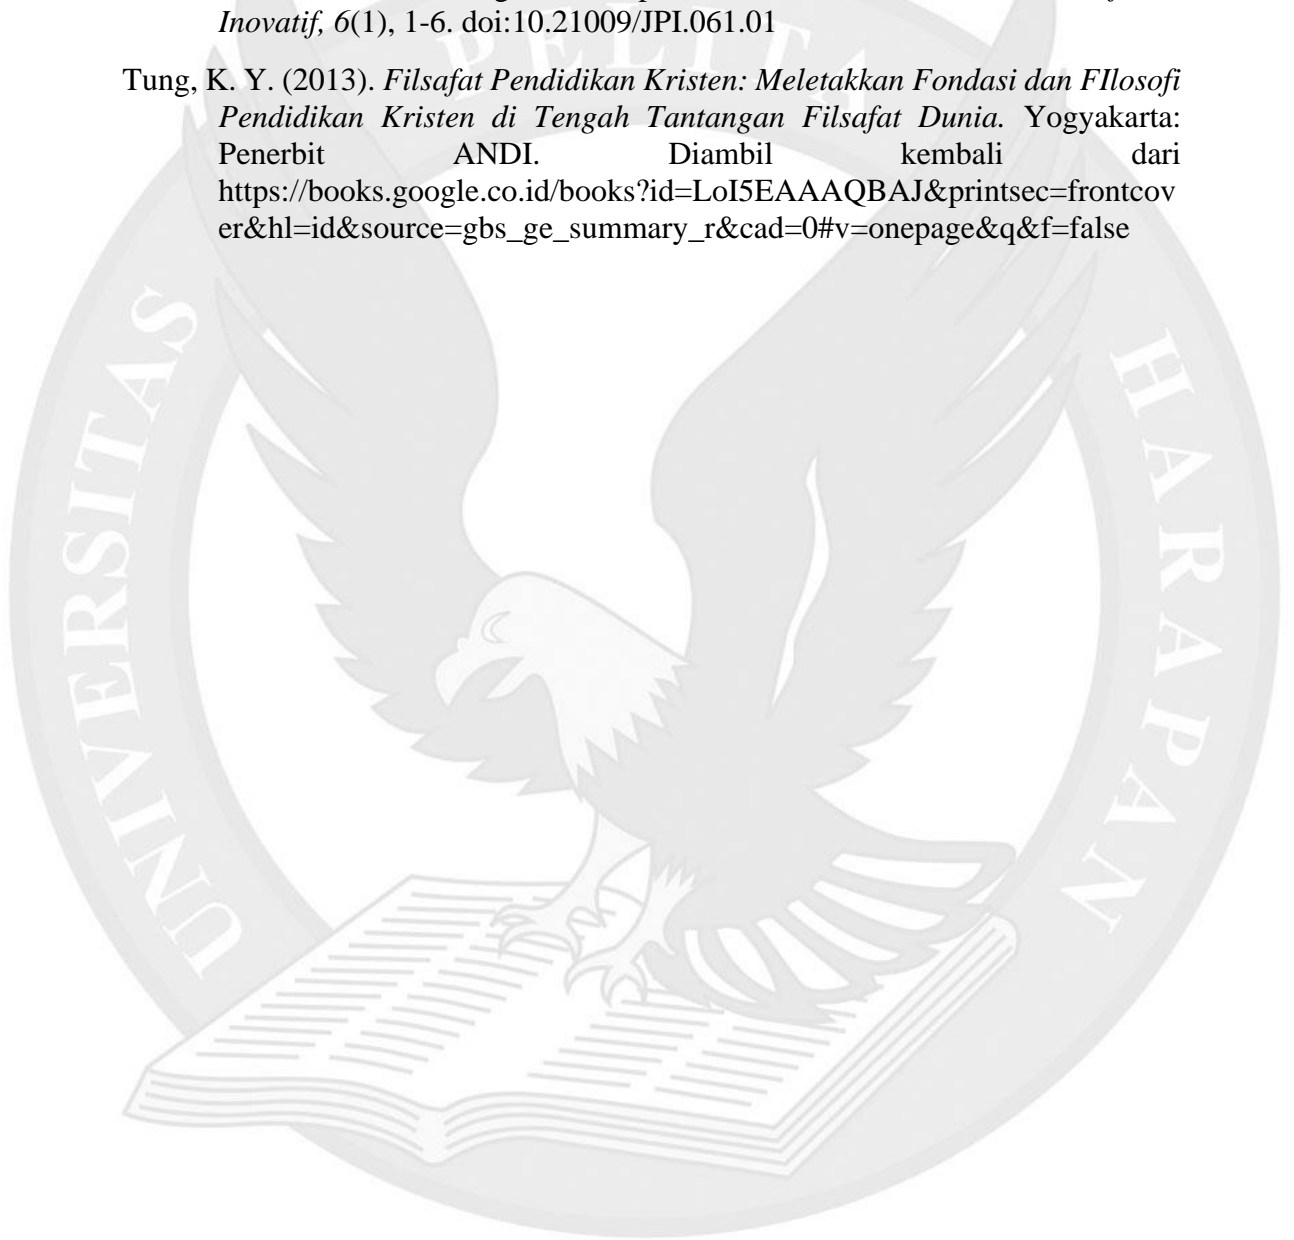 Inovatif, 6(1), 1-6. doi:10.21009/JPI.061.01
Tung, K. Y. (2013). Filsafat Pendidikan Kristen: Meletakkan Fondasi dan FIlosofi
Pendidikan Kristen di Tengah Tantangan Filsafat Dunia. Yogyakarta:
Penerbit ANDI. Diambil kembali dari
https://books.google.co.id/books?id=LoI5EAAAQBAJ&printsec=frontcov
er&hl=id&source=gbs_ge_summary_r&cad=0#v=onepage&q&f=false
UNIVERSITAS
PELITA
HARAPAN